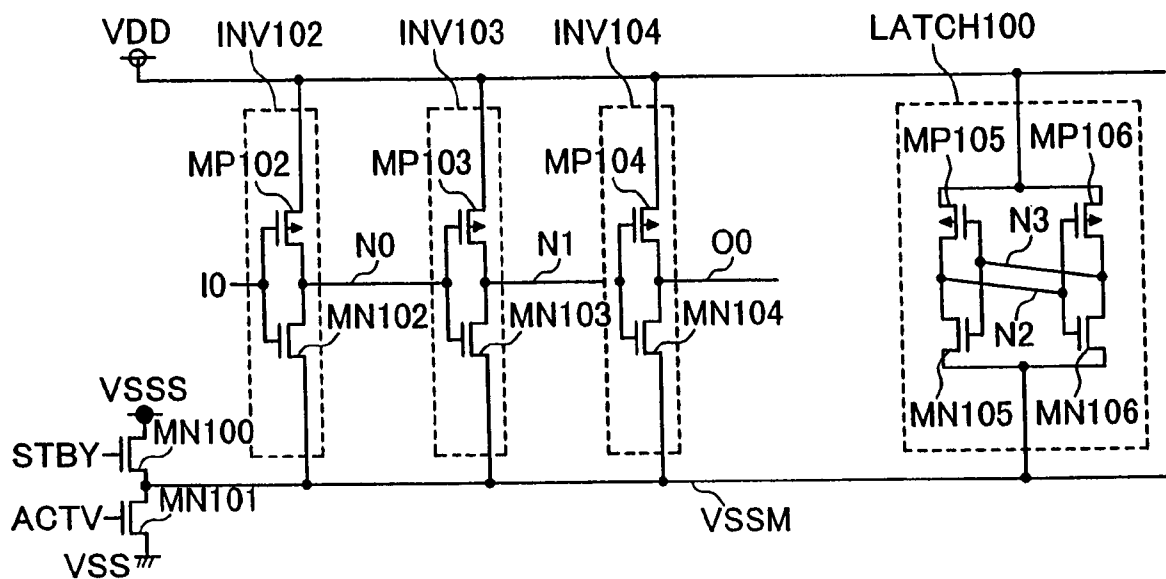 VDD INV102 INV103 INV104 LATCH100
MP102 MP103 MP104 MP105 MP106
I0 N0 N1 O0 N3
MN102 MN103 MN104 N2
MN105 MN106
VSSS
STBY MN100
ACTV MN101
VSSM
VSS